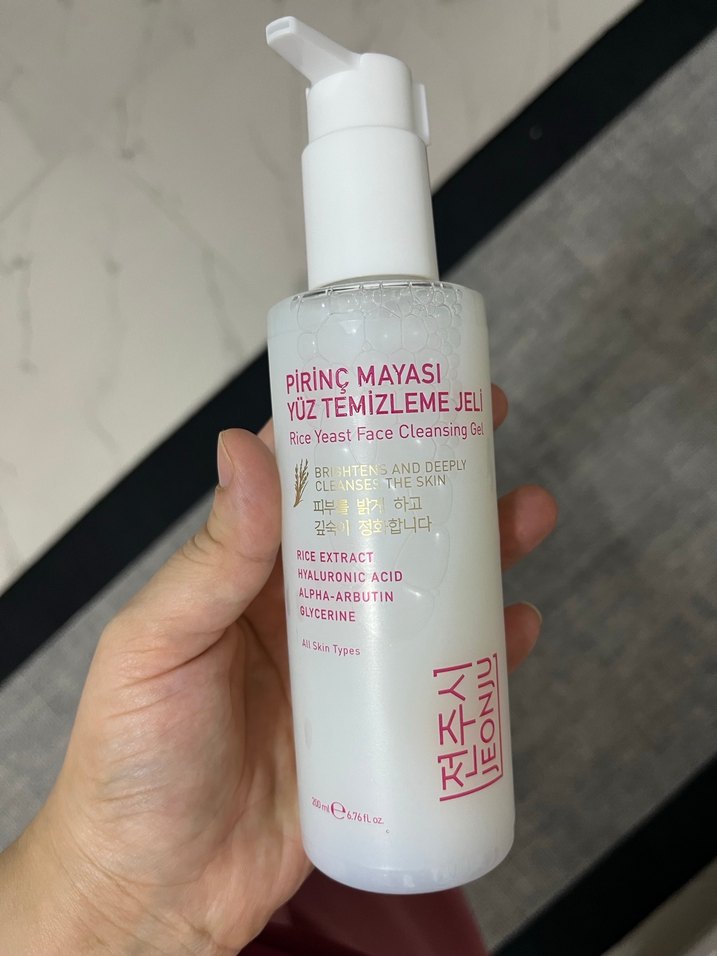 PİRİNÇ MAYASI
YÜZ TEMİZLEME JELİ
Rice Yeast Face Cleansing Gel
BRIGHTENS AND DEEPLY
CLEANSES THE SKIN
피부를 밝게 하고
깊숙이 정화합니다
RICE EXTRACT
HYALURONIC ACID
ALPHA-ARBUTIN
GLYCERINE
All Skin Types
전주시
JEONJU
200 ml ℮ 6.76 fl. oz.